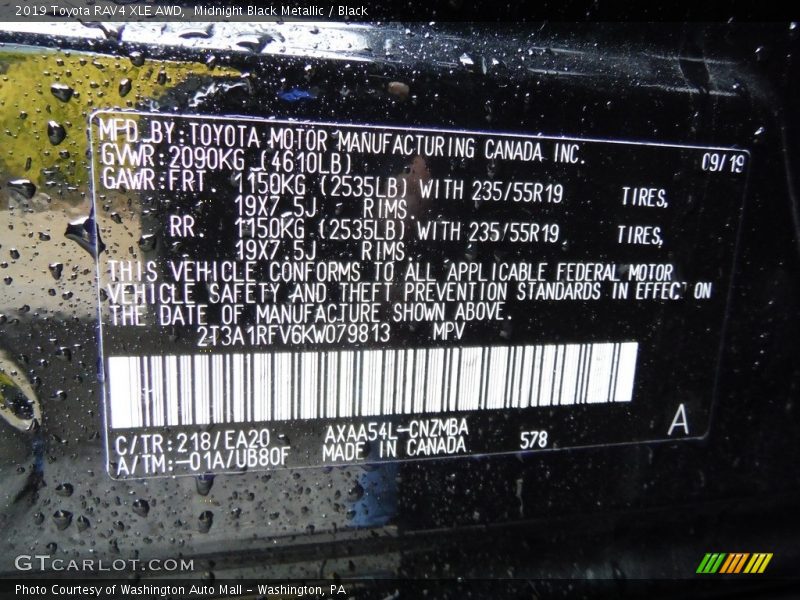 2019 Toyota RAV4 XLE AWD, Midnight Black Metallic / Black
MFD.BY:TOYOTA MOTOR MANUFACTURING CANADA INC.
GVWR:2090KG (4610LB) 09/19
GAWR:FRT. 1150KG (2535LB) WITH 235/55R19 TIRES,
19X7.5J RIMS.
RR. 1150KG (2535LB) WITH 235/55R19 TIRES,
19X7.5J RIMS.
THIS VEHICLE CONFORMS TO ALL APPLICABLE FEDERAL MOTOR
VEHICLE SAFETY AND THEFT PREVENTION STANDARDS IN EFFECT ON
THE DATE OF MANUFACTURE SHOWN ABOVE.
2T3A1RFV6KW079813 MPV
A
C/TR:218/EA20 AXAA54L-CNZMBA 578
A/TM:-01A/UB80F MADE IN CANADA
GTCARLOT.COM
Photo Courtesy of Washington Auto Mall - Washington, PA